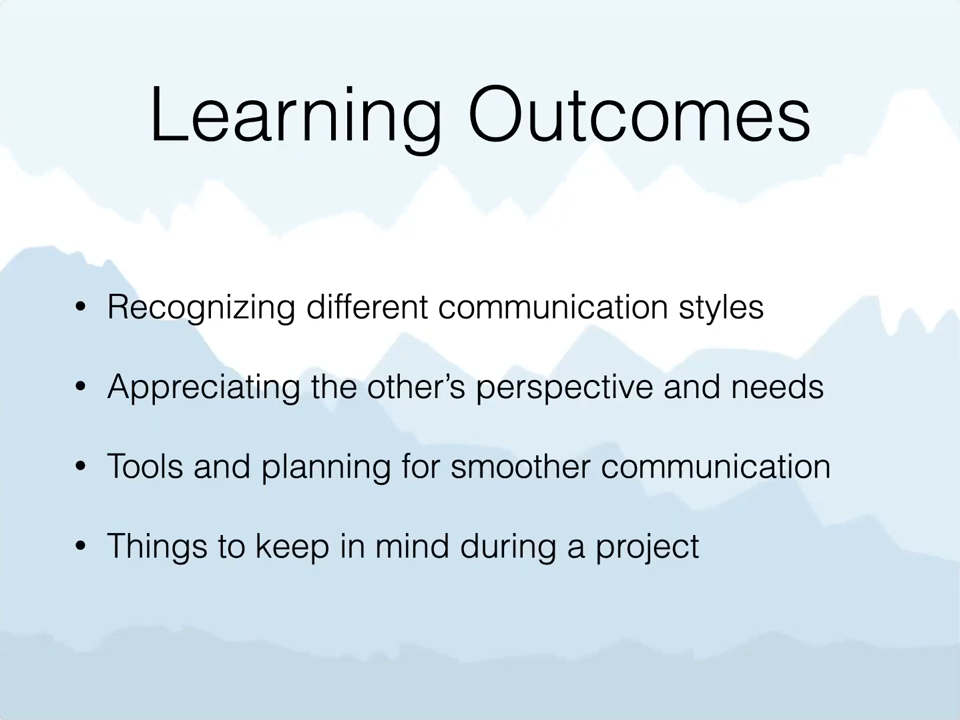 Learning Outcomes
• Recognizing different communication styles
• Appreciating the other's perspective and needs
• Tools and planning for smoother communication
• Things to keep in mind during a project